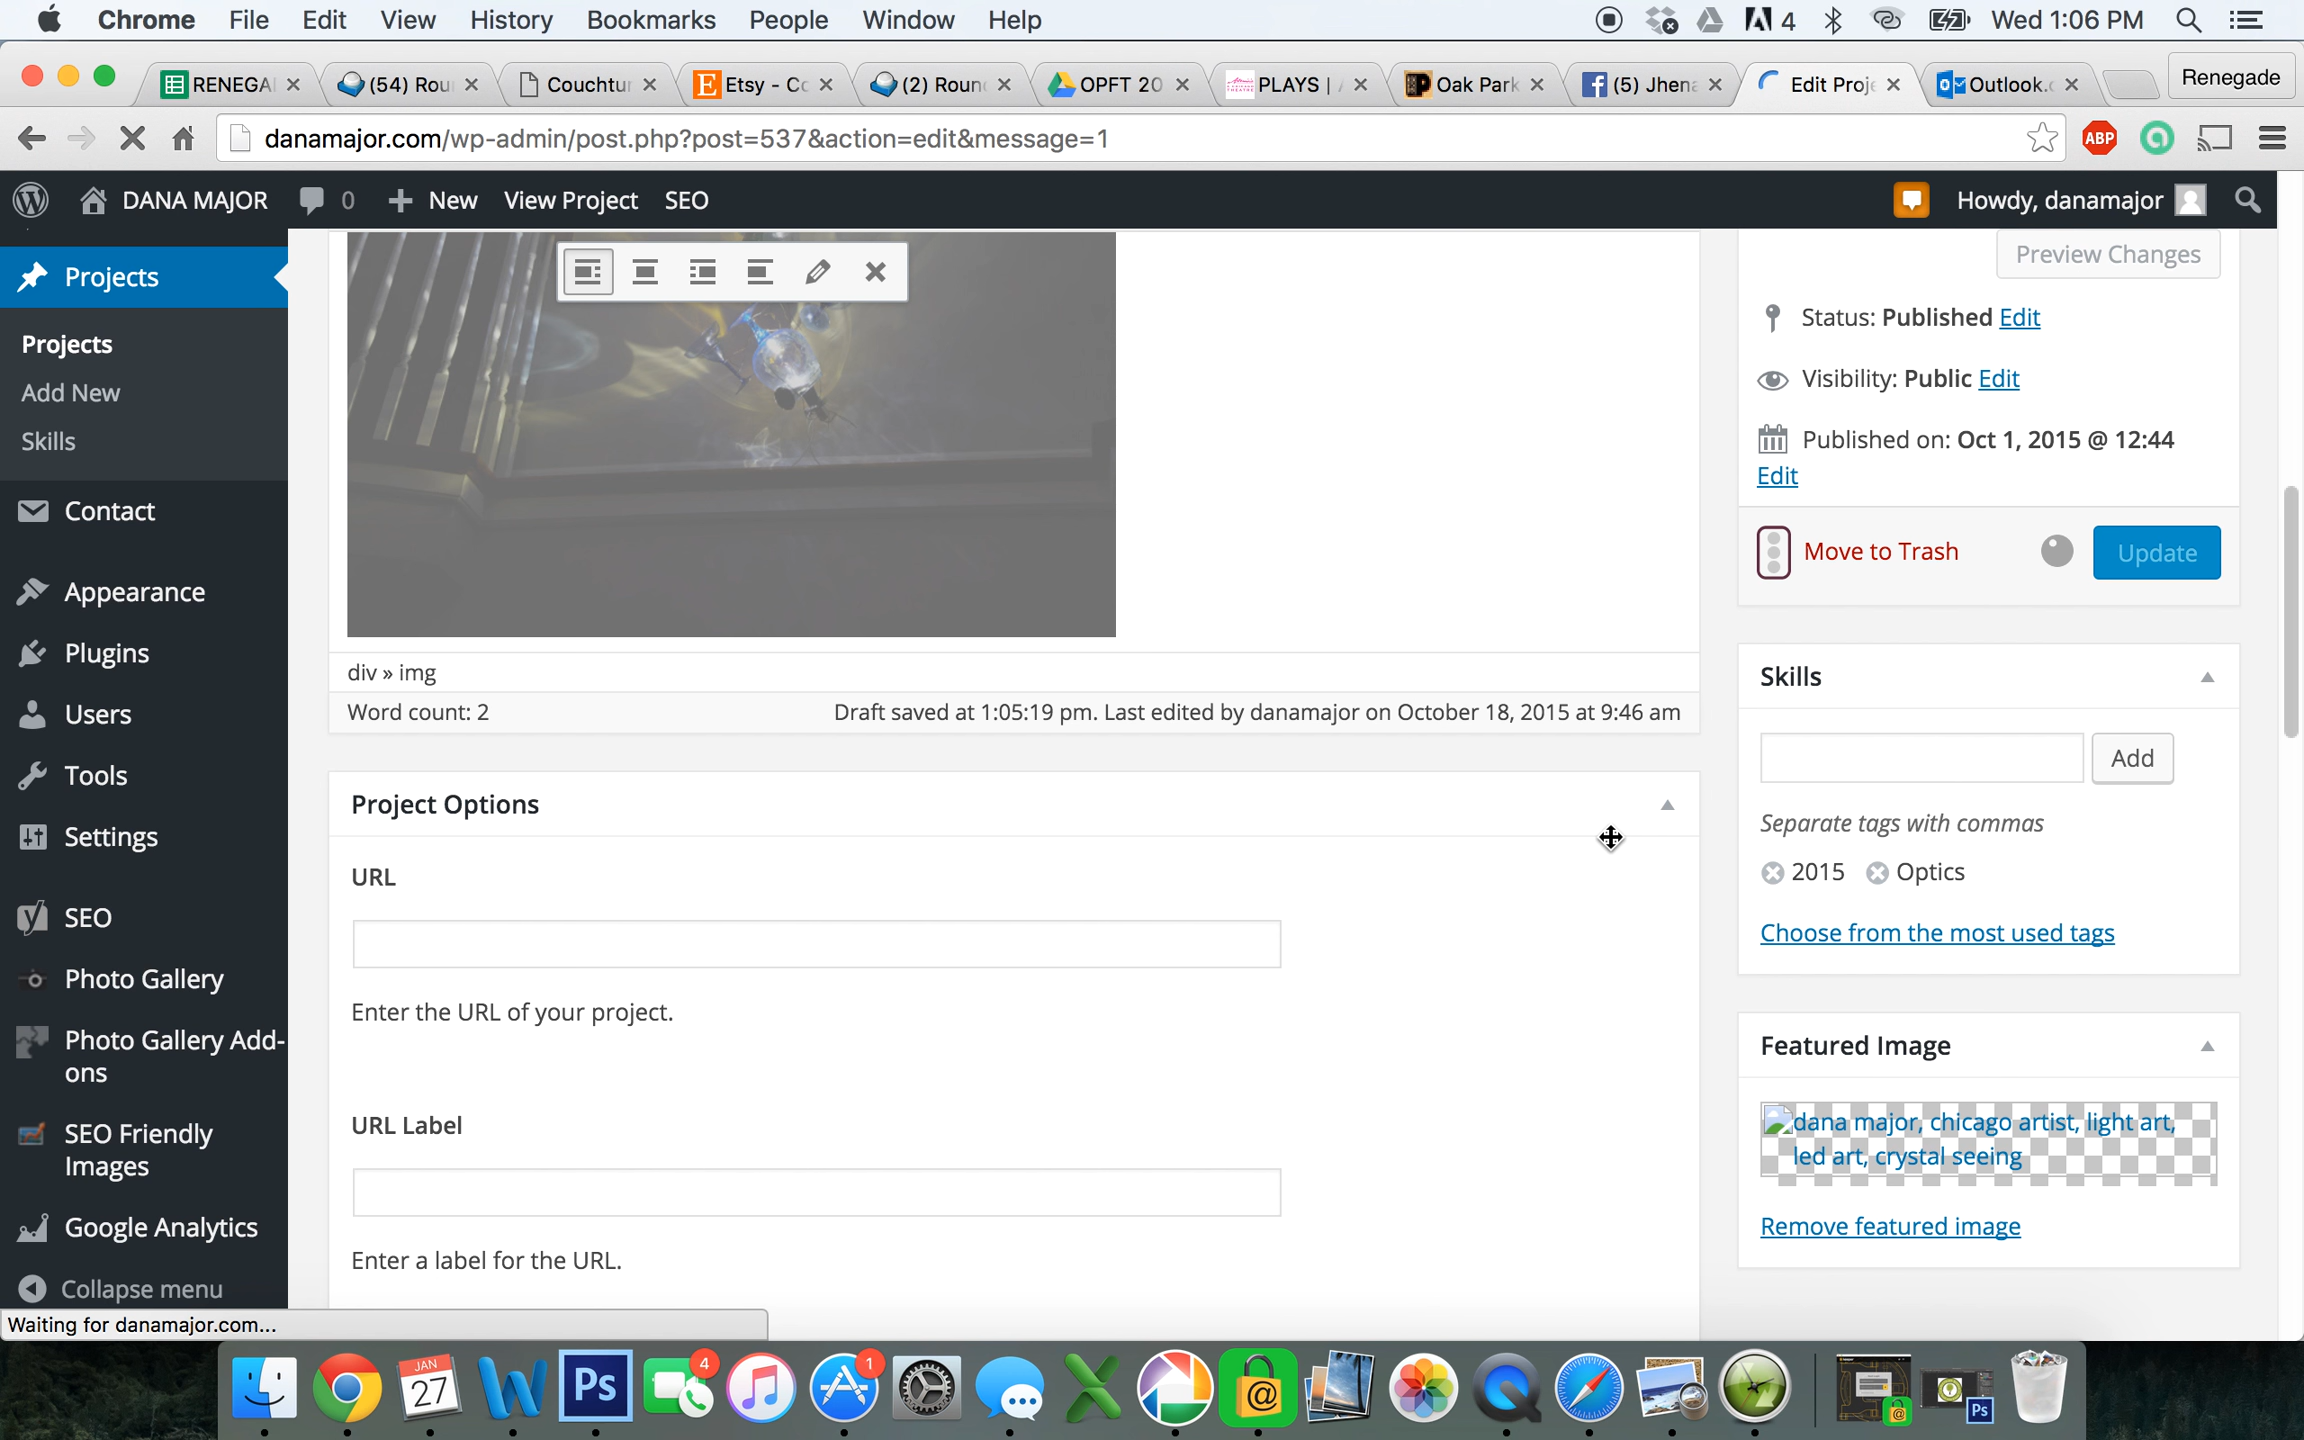 Chrome File Edit View History Bookmarks People Window Help 4 Wed 1:06 PM
RENEGA (54) Rou Couchtu Etsy - Co (2) Roun OPFT 20 PLAYS | Oak Park (5) Jhena Edit Proje Outlook. Renegade
danamajor.com/wp-admin/post.php?post=537&action=edit&message=1 ABP
DANA MAJOR 0 New View Project SEO Howdy, danamajor
Projects
Projects
Add New
Skills
Contact
Appearance
Plugins
Users
Tools
Settings
SEO
Photo Gallery
Photo Gallery Add-
ons
SEO Friendly
Images
Google Analytics
Collapse menu
Waiting for danamajor.com...
div » img
Word count: 2 Draft saved at 1:05:19 pm. Last edited by danamajor on October 18, 2015 at 9:46 am
Project Options
URL
Enter the URL of your project.
URL Label
Enter a label for the URL.
Preview Changes
Status: Published Edit
Visibility: Public Edit
Published on: Oct 1, 2015 @ 12:44
Edit
Move to Trash Update
Skills
Add
Separate tags with commas
2015 Optics
Choose from the most used tags
Featured Image
dana major, chicago artist, light art,
led art, crystal seeing
Remove featured image
JAN
27
Ps
4
1
@
Ps